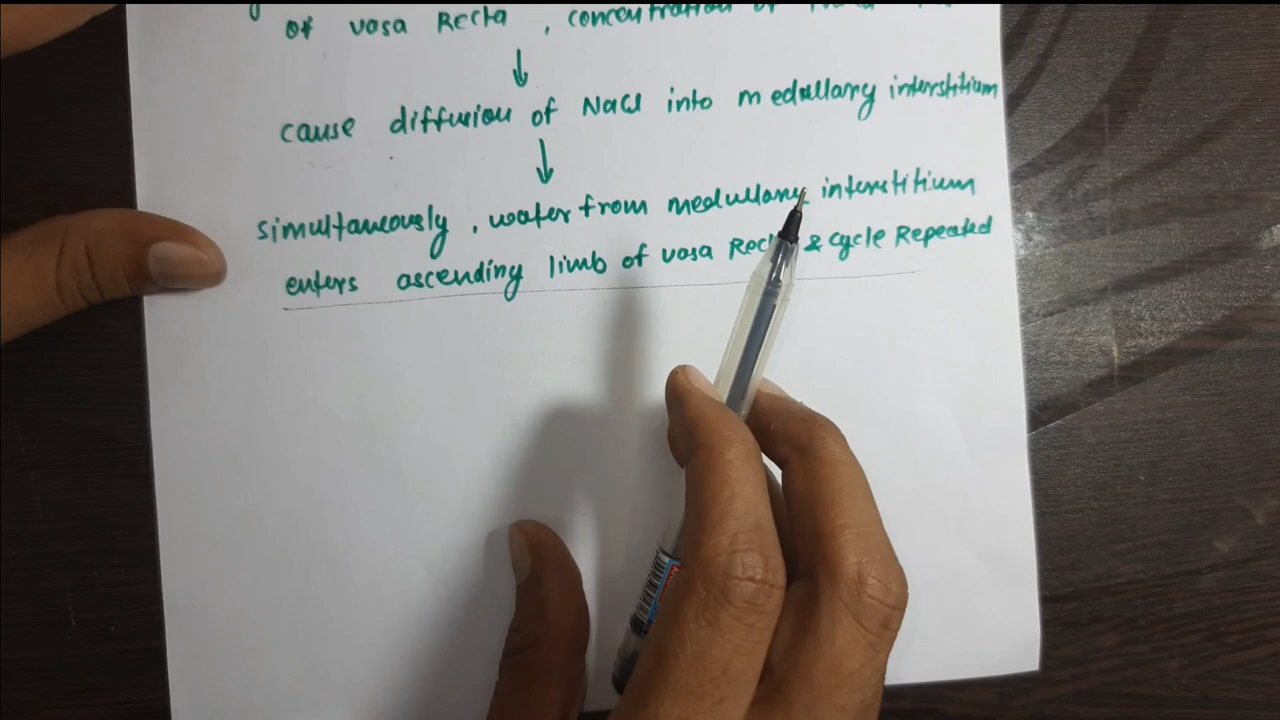 of vasa Recta , concentration of
↓
cause diffusion of NaCl into medullary interstitium
↓
simultaneously , water from medullary interstitium
enters ascending limb of vasa Recta & cycle Repeated